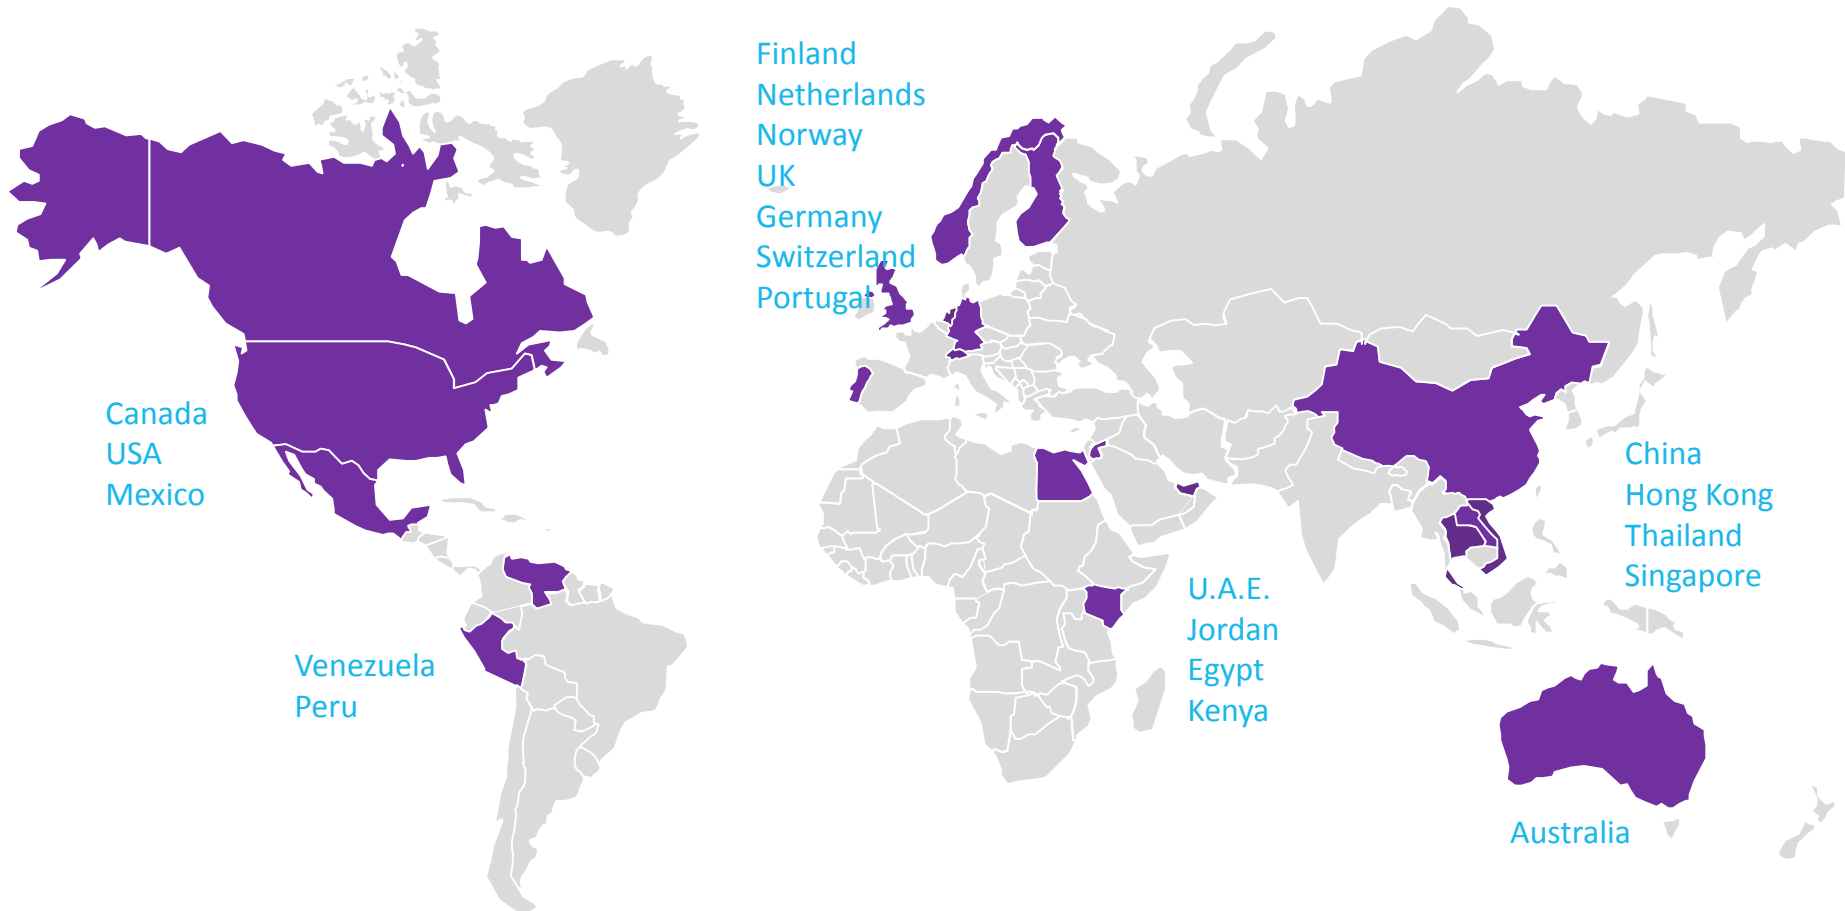 Finland
Netherlands
Norway
UK
Germany
Switzerland
Portugal
Canada
USA
Mexico
China
Hong Kong
Thailand
Singapore
U.A.E.
Jordan
Egypt
Kenya
Venezuela
Peru
Australia